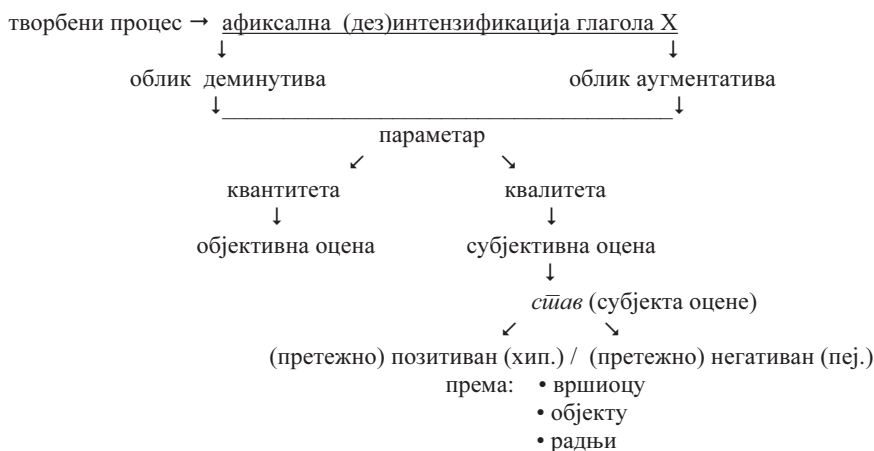 творбени процес → афиксална (дез)интензификација глагола X
↓ ↓
облик деминутива облик аугментатива
↓ ↓
параметар
↙ ↘
квантитета квалитета
↓ ↓
објективна оцена субјективна оцена
↓
став (субјекта оцене)
↙ ↘
(претежно) позитиван (хип.) / (претежно) негативан (пеј.)
према: • вршиоцу
• објекту
• радњи